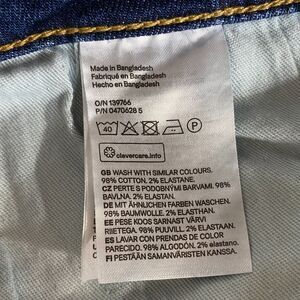 Made in Bangladesh
Fabriqué en Bangladesh
Hecho en Bangladesh
O/N 139766
P/N 0470628 5
40 P
clevercare.info
GB WASH WITH SIMILAR COLOURS.
98% COTTON, 2% ELASTANE.
CZ PERTE S PODOBNÝMI BARVAMI. 98%
BAVLNA, 2% ELASTAN.
DE MIT ÄHNLICHEN FARBEN WASCHEN.
98% BAUMWOLLE, 2% ELASTHAN.
EE PESE KOOS SARNAST VÄRVI
RIIETEGA. 98% PUUVILL, 2% ELASTAAN.
ES LAVAR CON PRENDAS DE COLOR
PARECIDO. 98% ALGODÓN, 2% elastano.
FI PESTÄÄN SAMANVÄRISTEN KANSSA.